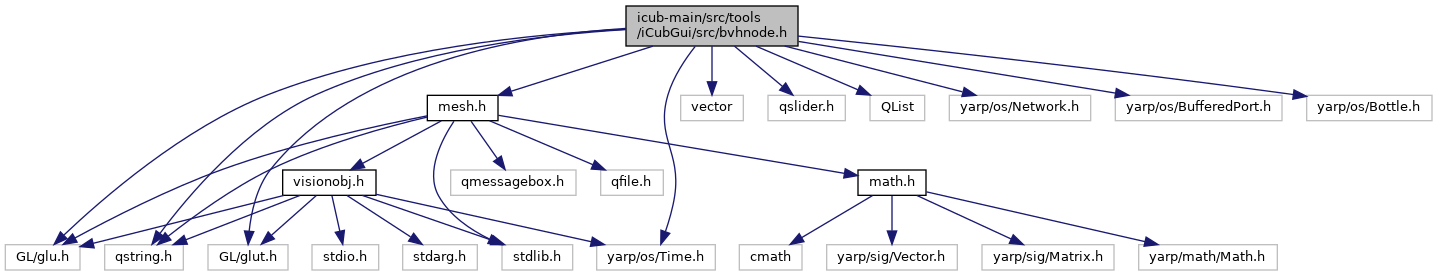 icub-main/src/tools
/iCubGui/src/bvhnode.h
mesh.h
vector
qslider.h
QList
yarp/os/Network.h
yarp/os/BufferedPort.h
yarp/os/Bottle.h
visionobj.h
qmessagebox.h
qfile.h
math.h
GL/glu.h
qstring.h
GL/glut.h
stdio.h
stdarg.h
stdlib.h
yarp/os/Time.h
cmath
yarp/sig/Vector.h
yarp/sig/Matrix.h
yarp/math/Math.h